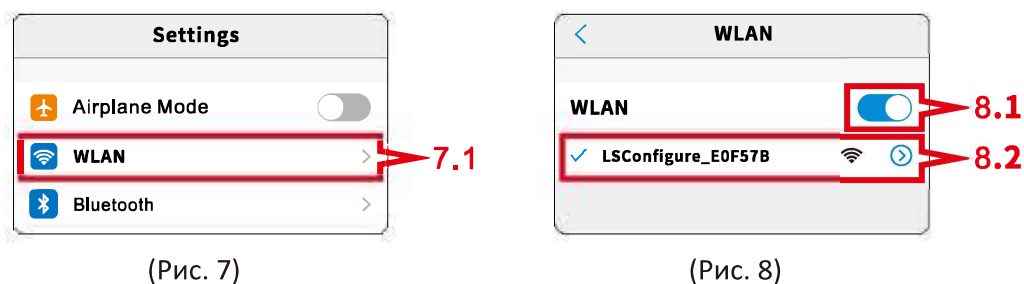 Settings
Airplane Mode
WLAN
7.1
Bluetooth
(Рис. 7)
WLAN
WLAN
8.1
LSConfigure_E0F57B
8.2
(Рис. 8)